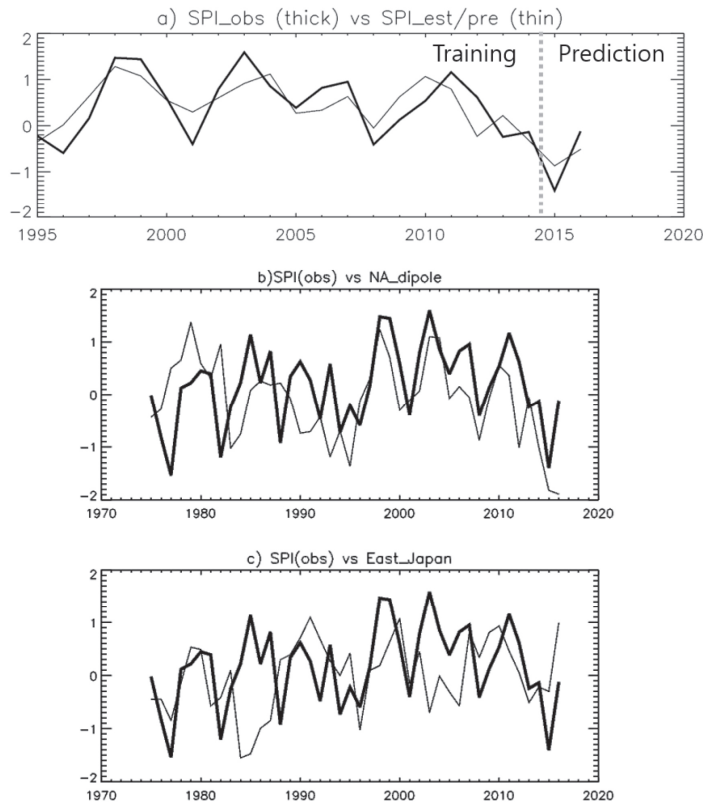 a) SPI_obs (thick) vs SPI_est/pre (thin)
Training
Prediction
2
1
0
-1
-2
1995 2000 2005 2010 2015 2020
b)SPI(obs) vs NA_dipole
2
1
0
-1
-2
1970 1980 1990 2000 2010 2020
c) SPI(obs) vs East_Japan
2
1
0
-1
-2
1970 1980 1990 2000 2010 2020